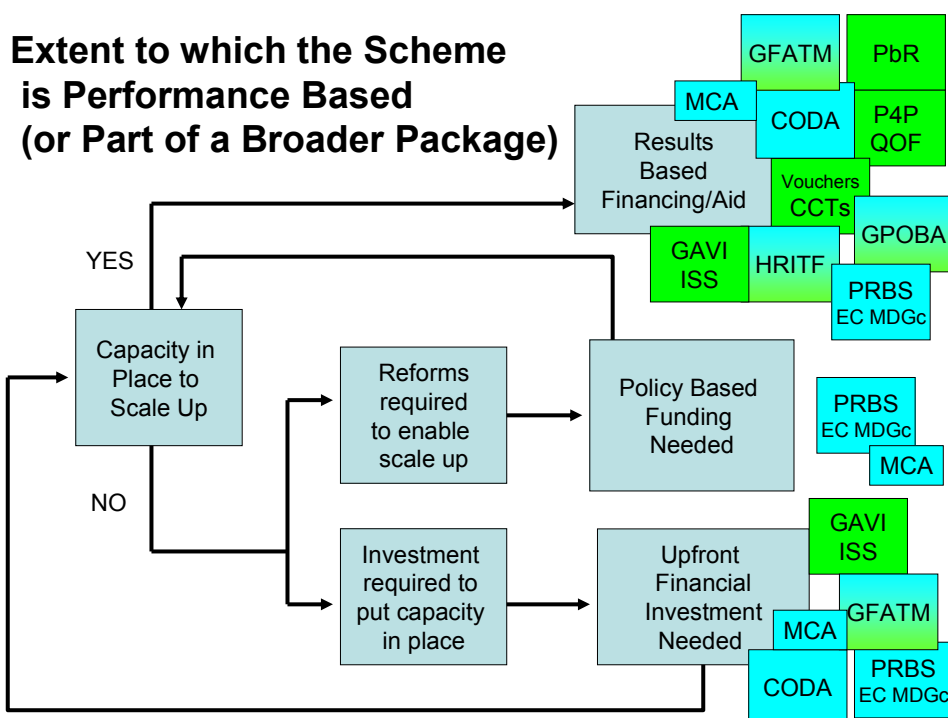 Extent to which the Scheme
is Performance Based
(or Part of a Broader Package)
GFATM
PbR
MCA
CODA
P4P
QOF
Results
Based
Financing/Aid
Vouchers
CCTs
GPOBA
GAVI
ISS
HRITF
PRBS
EC MDGc
YES
Capacity in
Place to
Scale Up
NO
Reforms
required
to enable
scale up
Policy Based
Funding
Needed
PRBS
EC MDGc
MCA
Investment
required to
put capacity
in place
Upfront
Financial
Investment
Needed
GAVI
ISS
GFATM
MCA
CODA
PRBS
EC MDGc